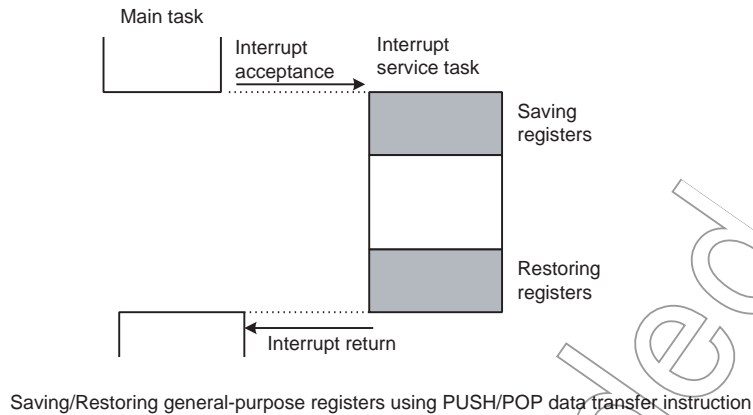 Main task
Interrupt
acceptance
Interrupt
service task
Saving
registers
Restoring
registers
Interrupt return
Saving/Restoring general-purpose registers using PUSH/POP data transfer instruction